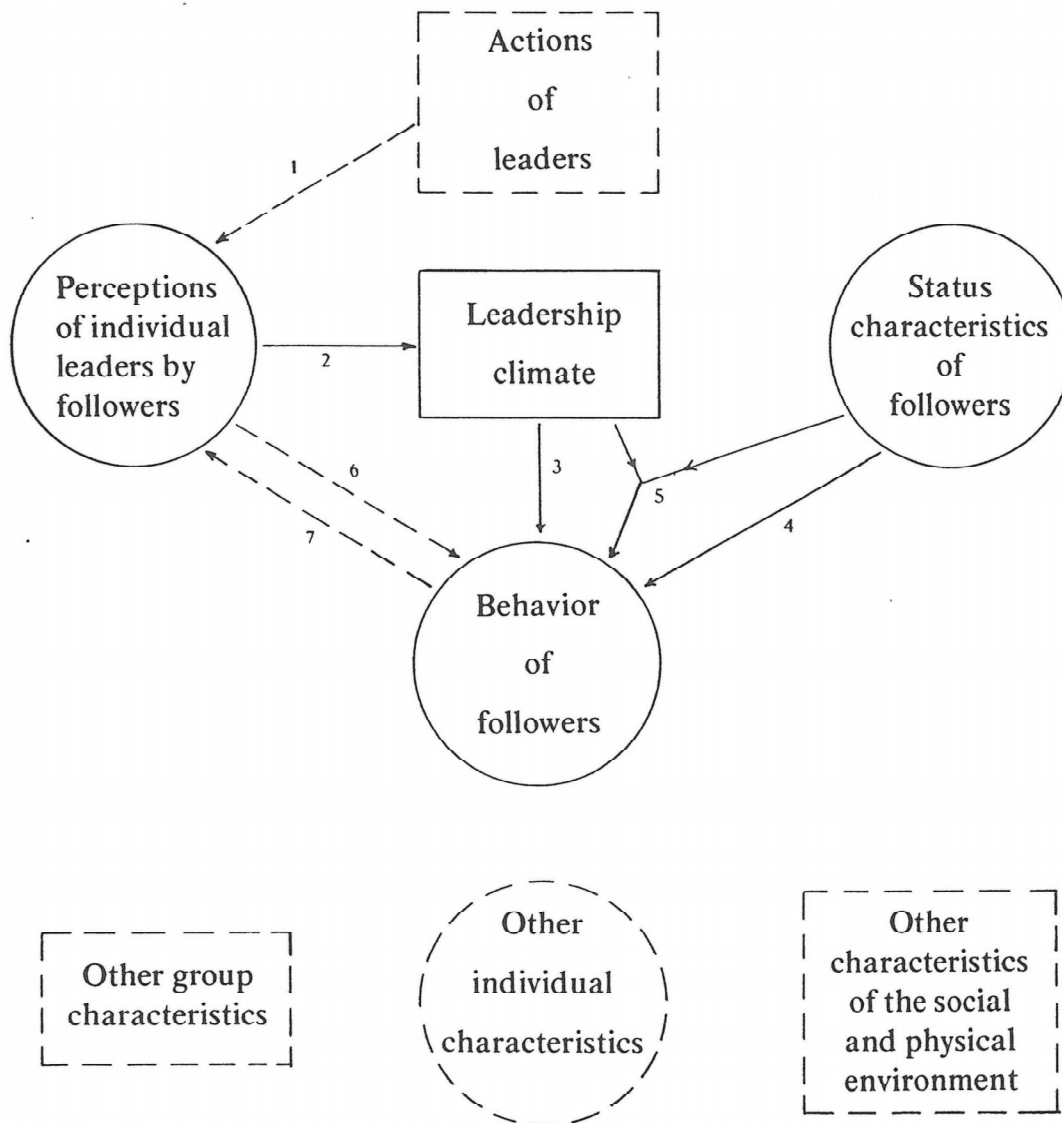 Actions
of
leaders
1
Perceptions
of individual
leaders by
followers
2
Leadership
climate
Status
characteristics
of
followers
3
5
4
6
7
Behavior
of
followers
Other group
characteristics
Other
individual
characteristics
Other
characteristics
of the social
and physical
environment